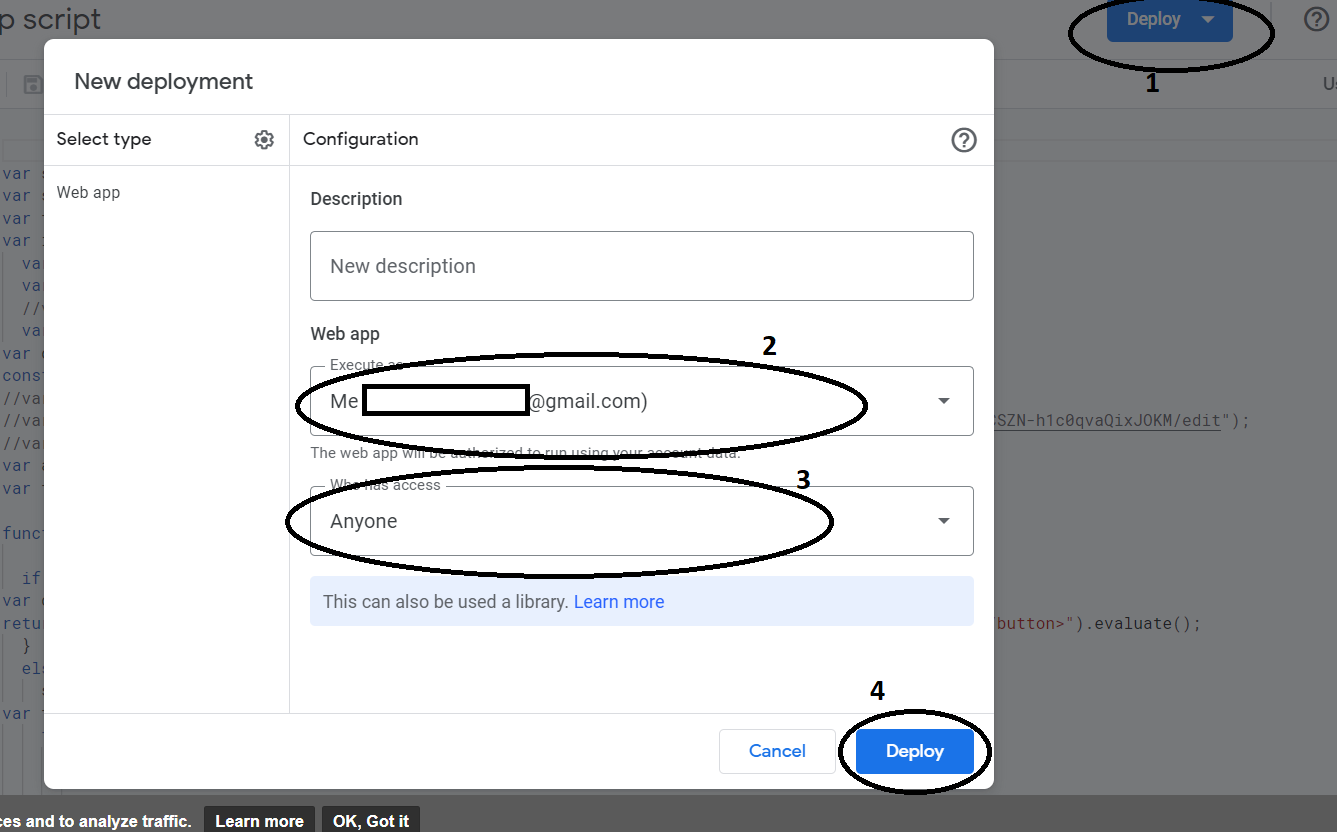 p script
Deploy
1
New deployment
Select type
Configuration
Web app
Description
New description
Web app
2
Execute as
Me @gmail.com)
The web app will be authorized to run using your account data.
3
Who has access
Anyone
This can also be used a library. Learn more
4
Cancel
Deploy
var
var
var
var
va
va
//
va
var
const
//va
//va
SZN-h1c0qvaQixJOKM/edit");
//va
var
var
func
if
var
retu
button>").evaluate();
}
el
var
ces and to analyze traffic.
Learn more
OK, Got it